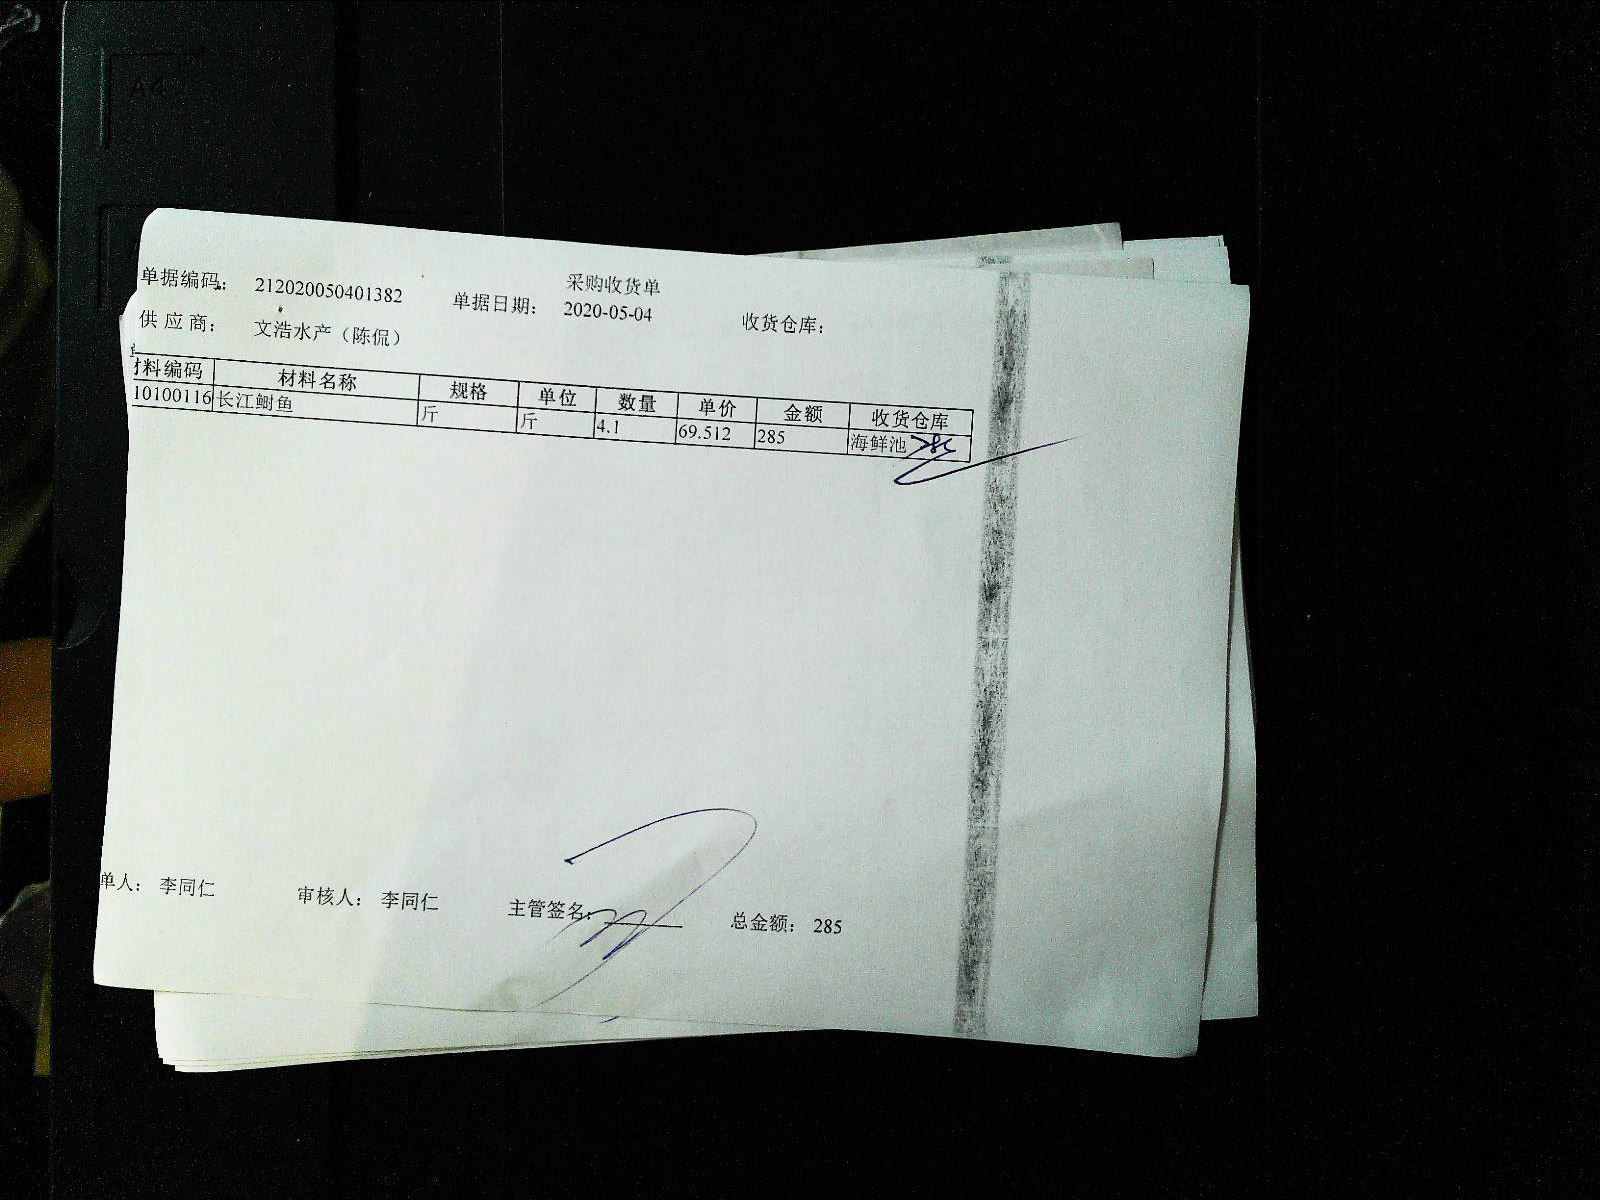 A4
采购收货单
单据编码： 212020050401382 单据日期： 2020-05-04 收货仓库：
供 应 商： 文浩水产（陈侃）
材料编码 材料名称 规格 单位 数量 单价 金额 收货仓库
10100116 长江鲥鱼 斤 斤 4.1 69.512 285 海鲜池 285
单人： 李同仁 审核人： 李同仁 主管签名： 总金额： 285